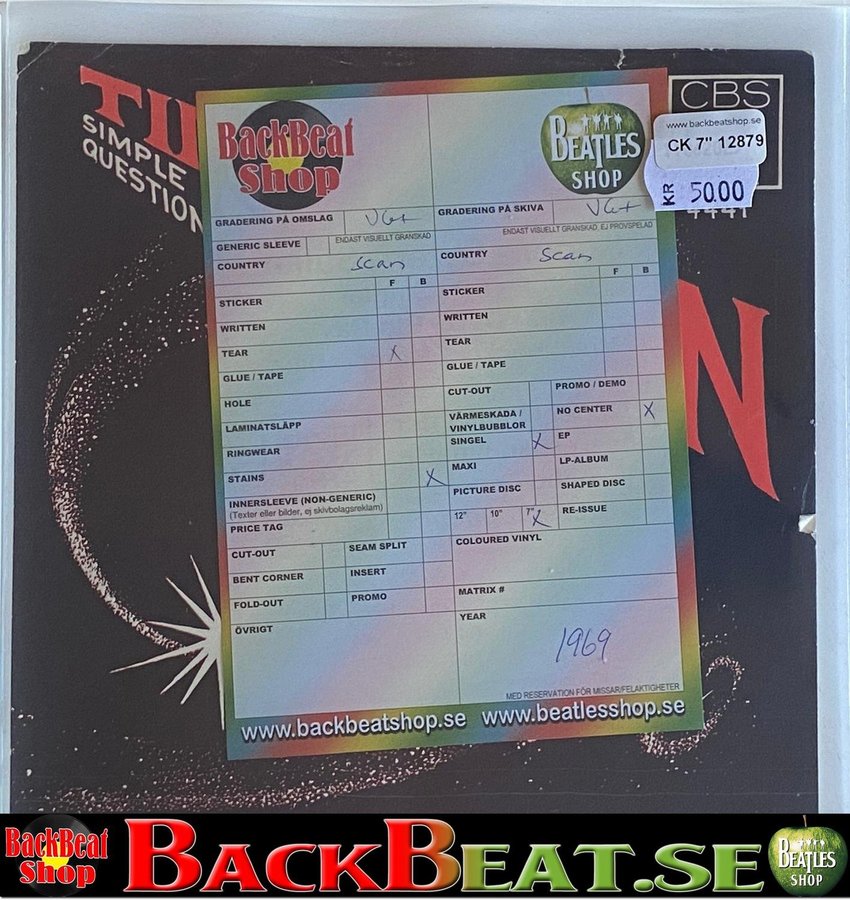 TI
SIMPLE
QUESTION
CBS
N
4441
www.backbeatshop.se
CK 7" 12879
KR 50.00
BackBeat
Shop
BEATLES
SHOP
GRADERING PÅ OMSLAG VG+
GENERIC SLEEVE ENDAST VISUELLT GRANSKAD
COUNTRY Scan
F B
STICKER
WRITTEN
TEAR X
GLUE / TAPE
HOLE
LAMINATSLÄPP
RINGWEAR
STAINS X
INNERSLEEVE (NON-GENERIC)
(Texter eller bilder, ej skivbolagsreklam)
PRICE TAG
CUT-OUT SEAM SPLIT
BENT CORNER INSERT
FOLD-OUT PROMO
ÖVRIGT
GRADERING PÅ SKIVA VG+
ENDAST VISUELLT GRANSKAD, EJ PROVSPELAD
COUNTRY Scan
F B
STICKER
WRITTEN
TEAR
GLUE / TAPE
CUT-OUT PROMO / DEMO
VÄRMESKADA / NO CENTER X
VINYLBUBBLOR
SINGEL X EP
MAXI LP-ALBUM
PICTURE DISC SHAPED DISC
12" 10" 7" X RE-ISSUE
COLOURED VINYL
MATRIX #
YEAR
1969
MED RESERVATION FÖR MISSAR/FELAKTIGHETER
www.backbeatshop.se www.beatlesshop.se
BackBeat
Shop
BACKBEAT.SE
BEATLES
SHOP